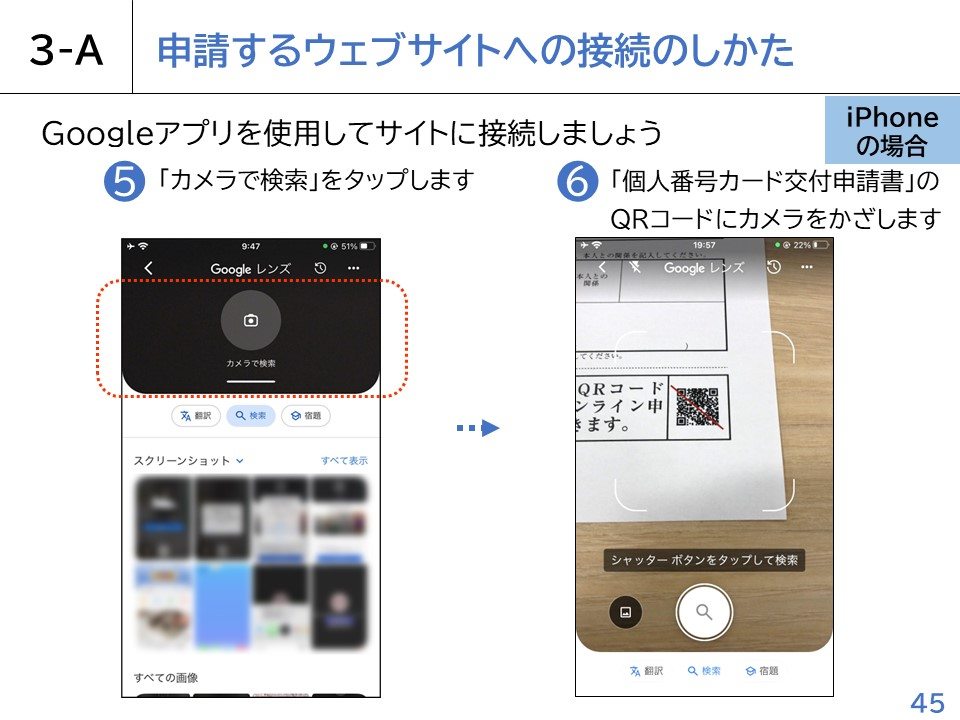 3-A
申請するウェブサイトへの接続のしかた
iPhone
の場合
Googleアプリを使用してサイトに接続しましょう
5 「カメラで検索」をタップします
9:47
51%
Google レンズ
カメラで検索
翻訳
検索
宿題
スクリーンショット
すべて表示
すべての画像
6 「個人番号カード交付申請書」の
QRコードにカメラをかざします
19:57
22%
本人との関係を記入してください。
Google レンズ
本人との
関係
てください。
QRコード
ンライン申
きます。
シャッター ボタンをタップして検索
翻訳
検索
宿題
45